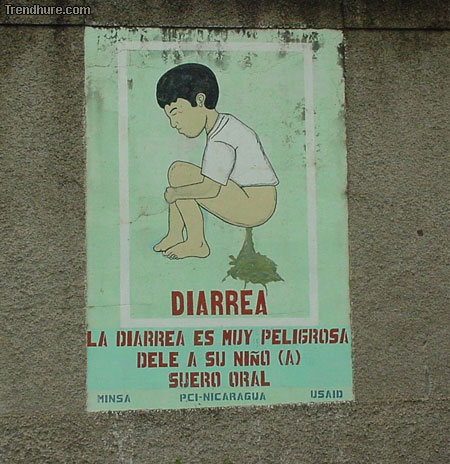 Trendhure.com
DIARREA
LA DIARREA ES MUY PELIGROSA
DELE A SU NIÑO (A)
SUERO ORAL
MINSA PCI-NICARAGUA USAID